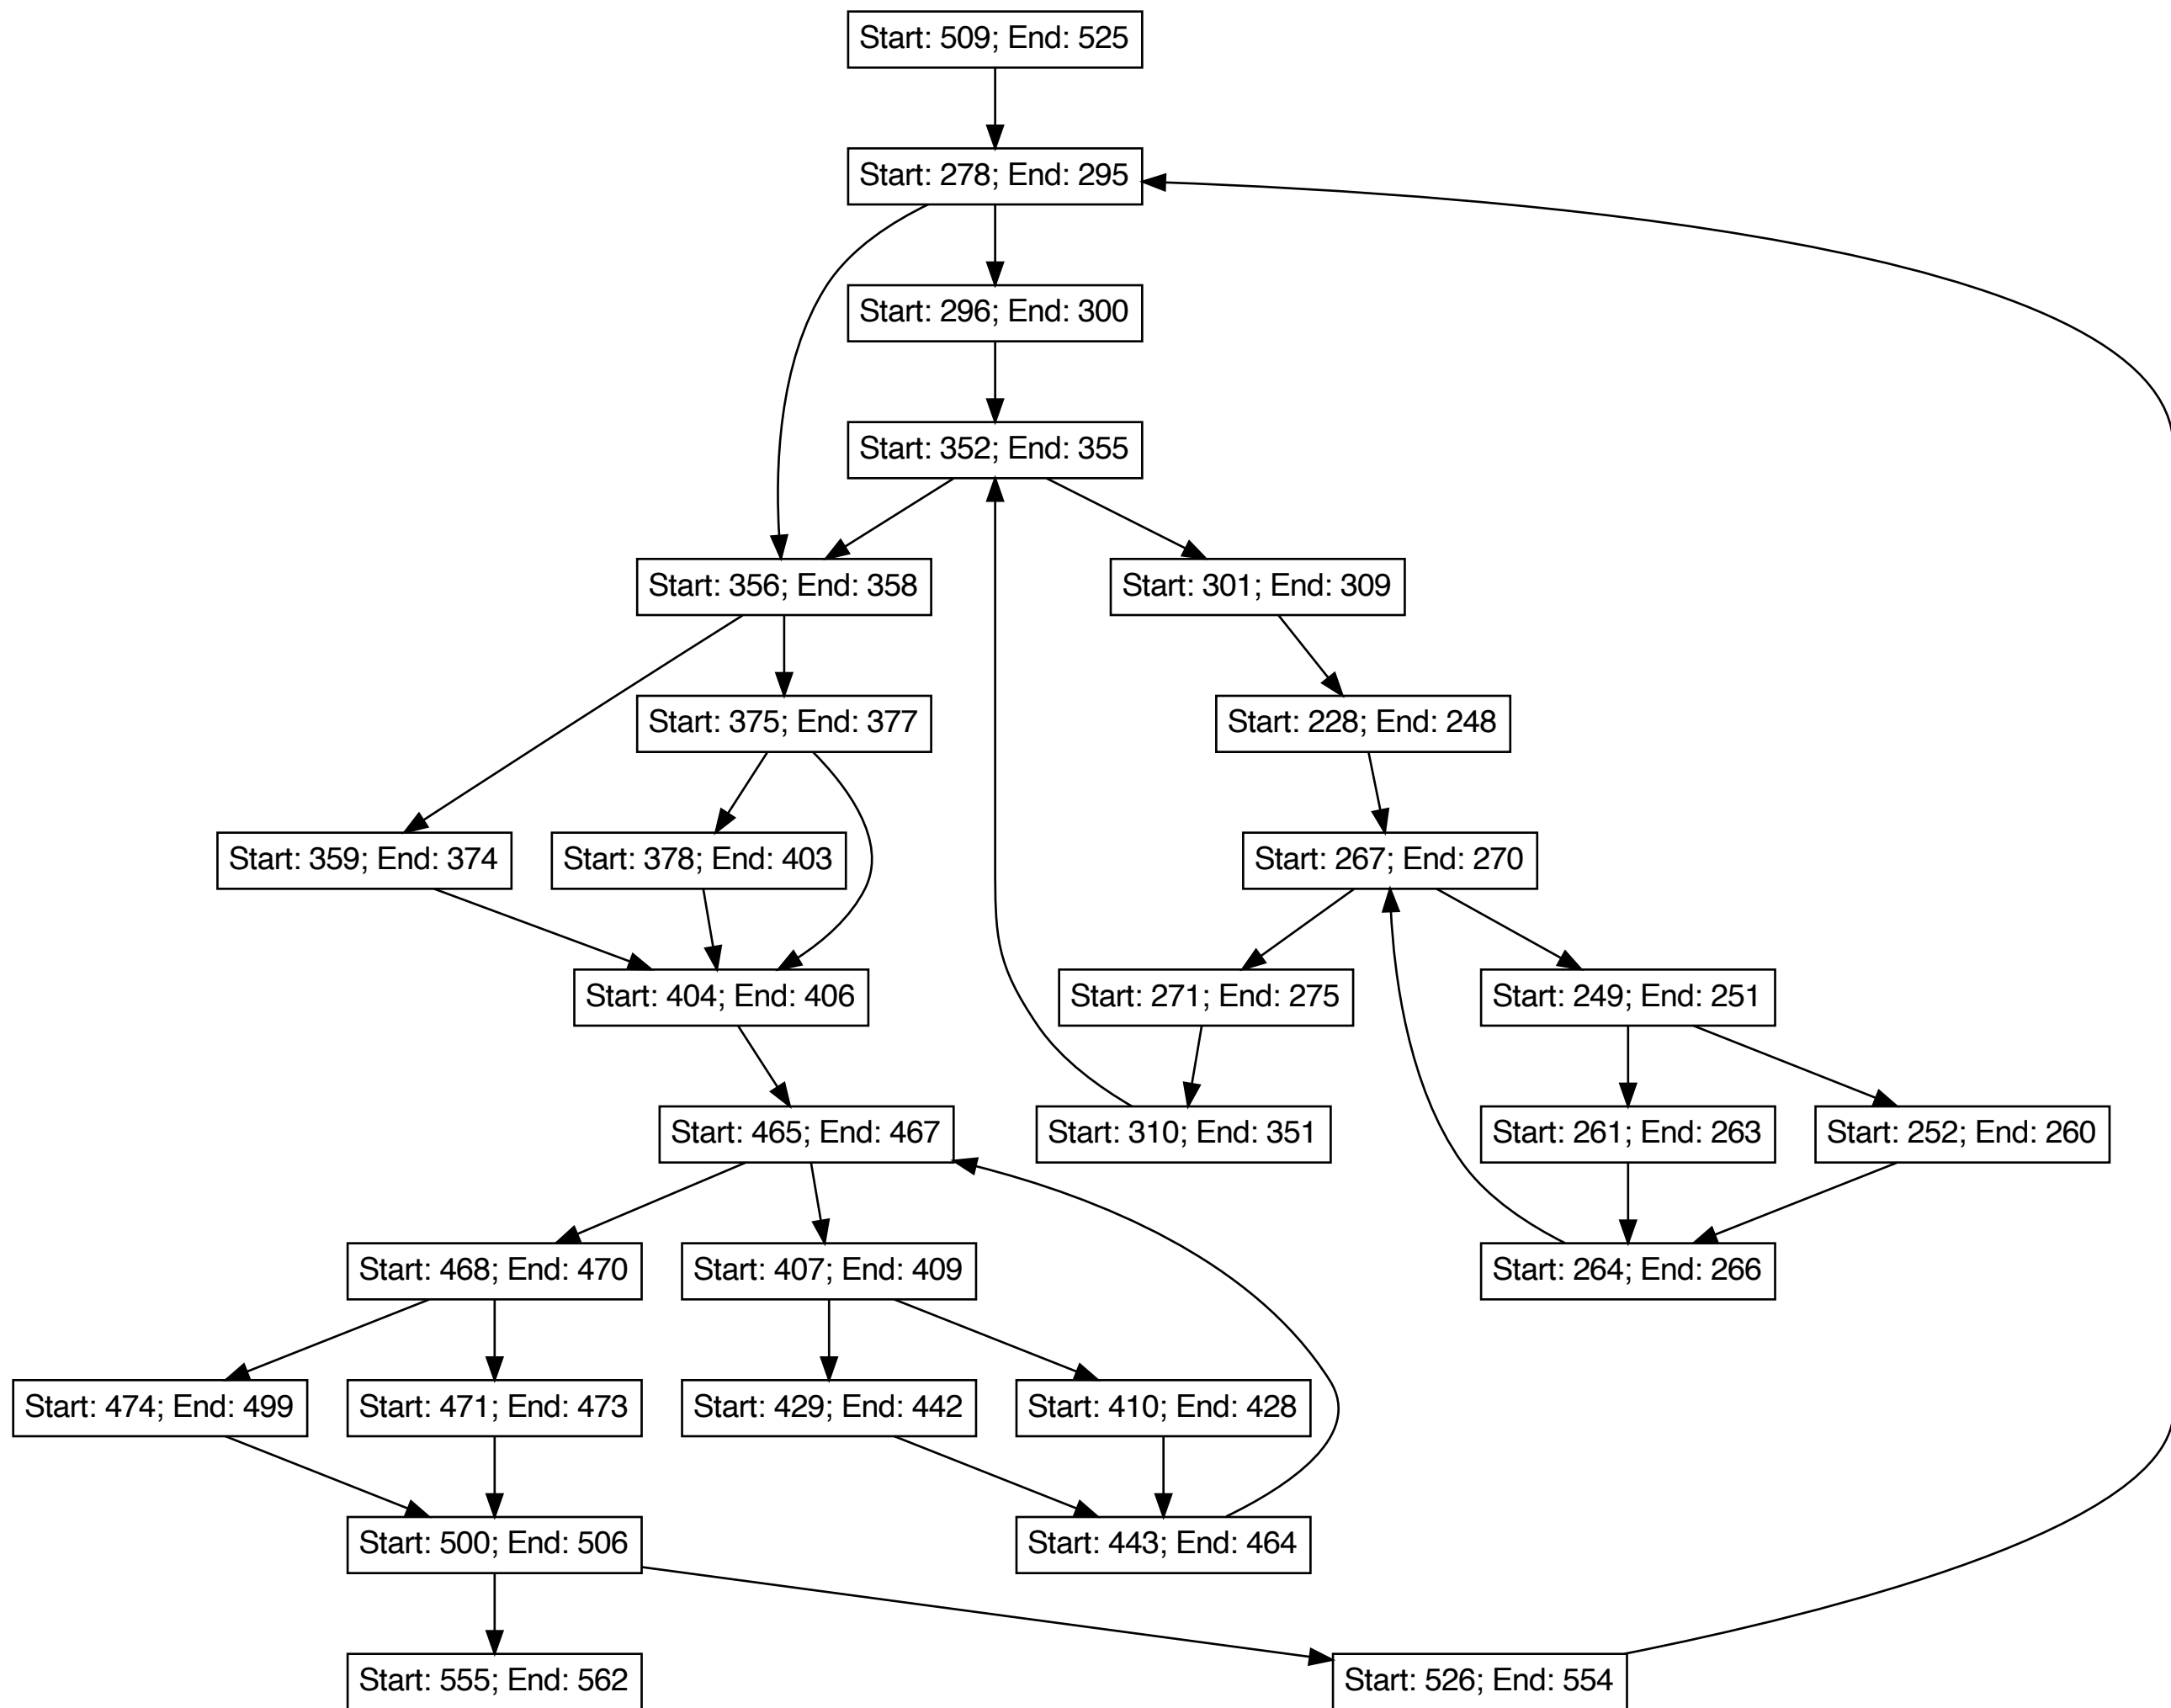 Start: 509; End: 525
Start: 278; End: 295
Start: 296; End: 300
Start: 352; End: 355
Start: 356; End: 358
Start: 301; End: 309
Start: 375; End: 377
Start: 228; End: 248
Start: 359; End: 374
Start: 378; End: 403
Start: 267; End: 270
Start: 404; End: 406
Start: 271; End: 275
Start: 249; End: 251
Start: 465; End: 467
Start: 310; End: 351
Start: 261; End: 263
Start: 252; End: 260
Start: 468; End: 470
Start: 407; End: 409
Start: 264; End: 266
Start: 474; End: 499
Start: 471; End: 473
Start: 429; End: 442
Start: 410; End: 428
Start: 500; End: 506
Start: 443; End: 464
Start: 555; End: 562
Start: 526; End: 554